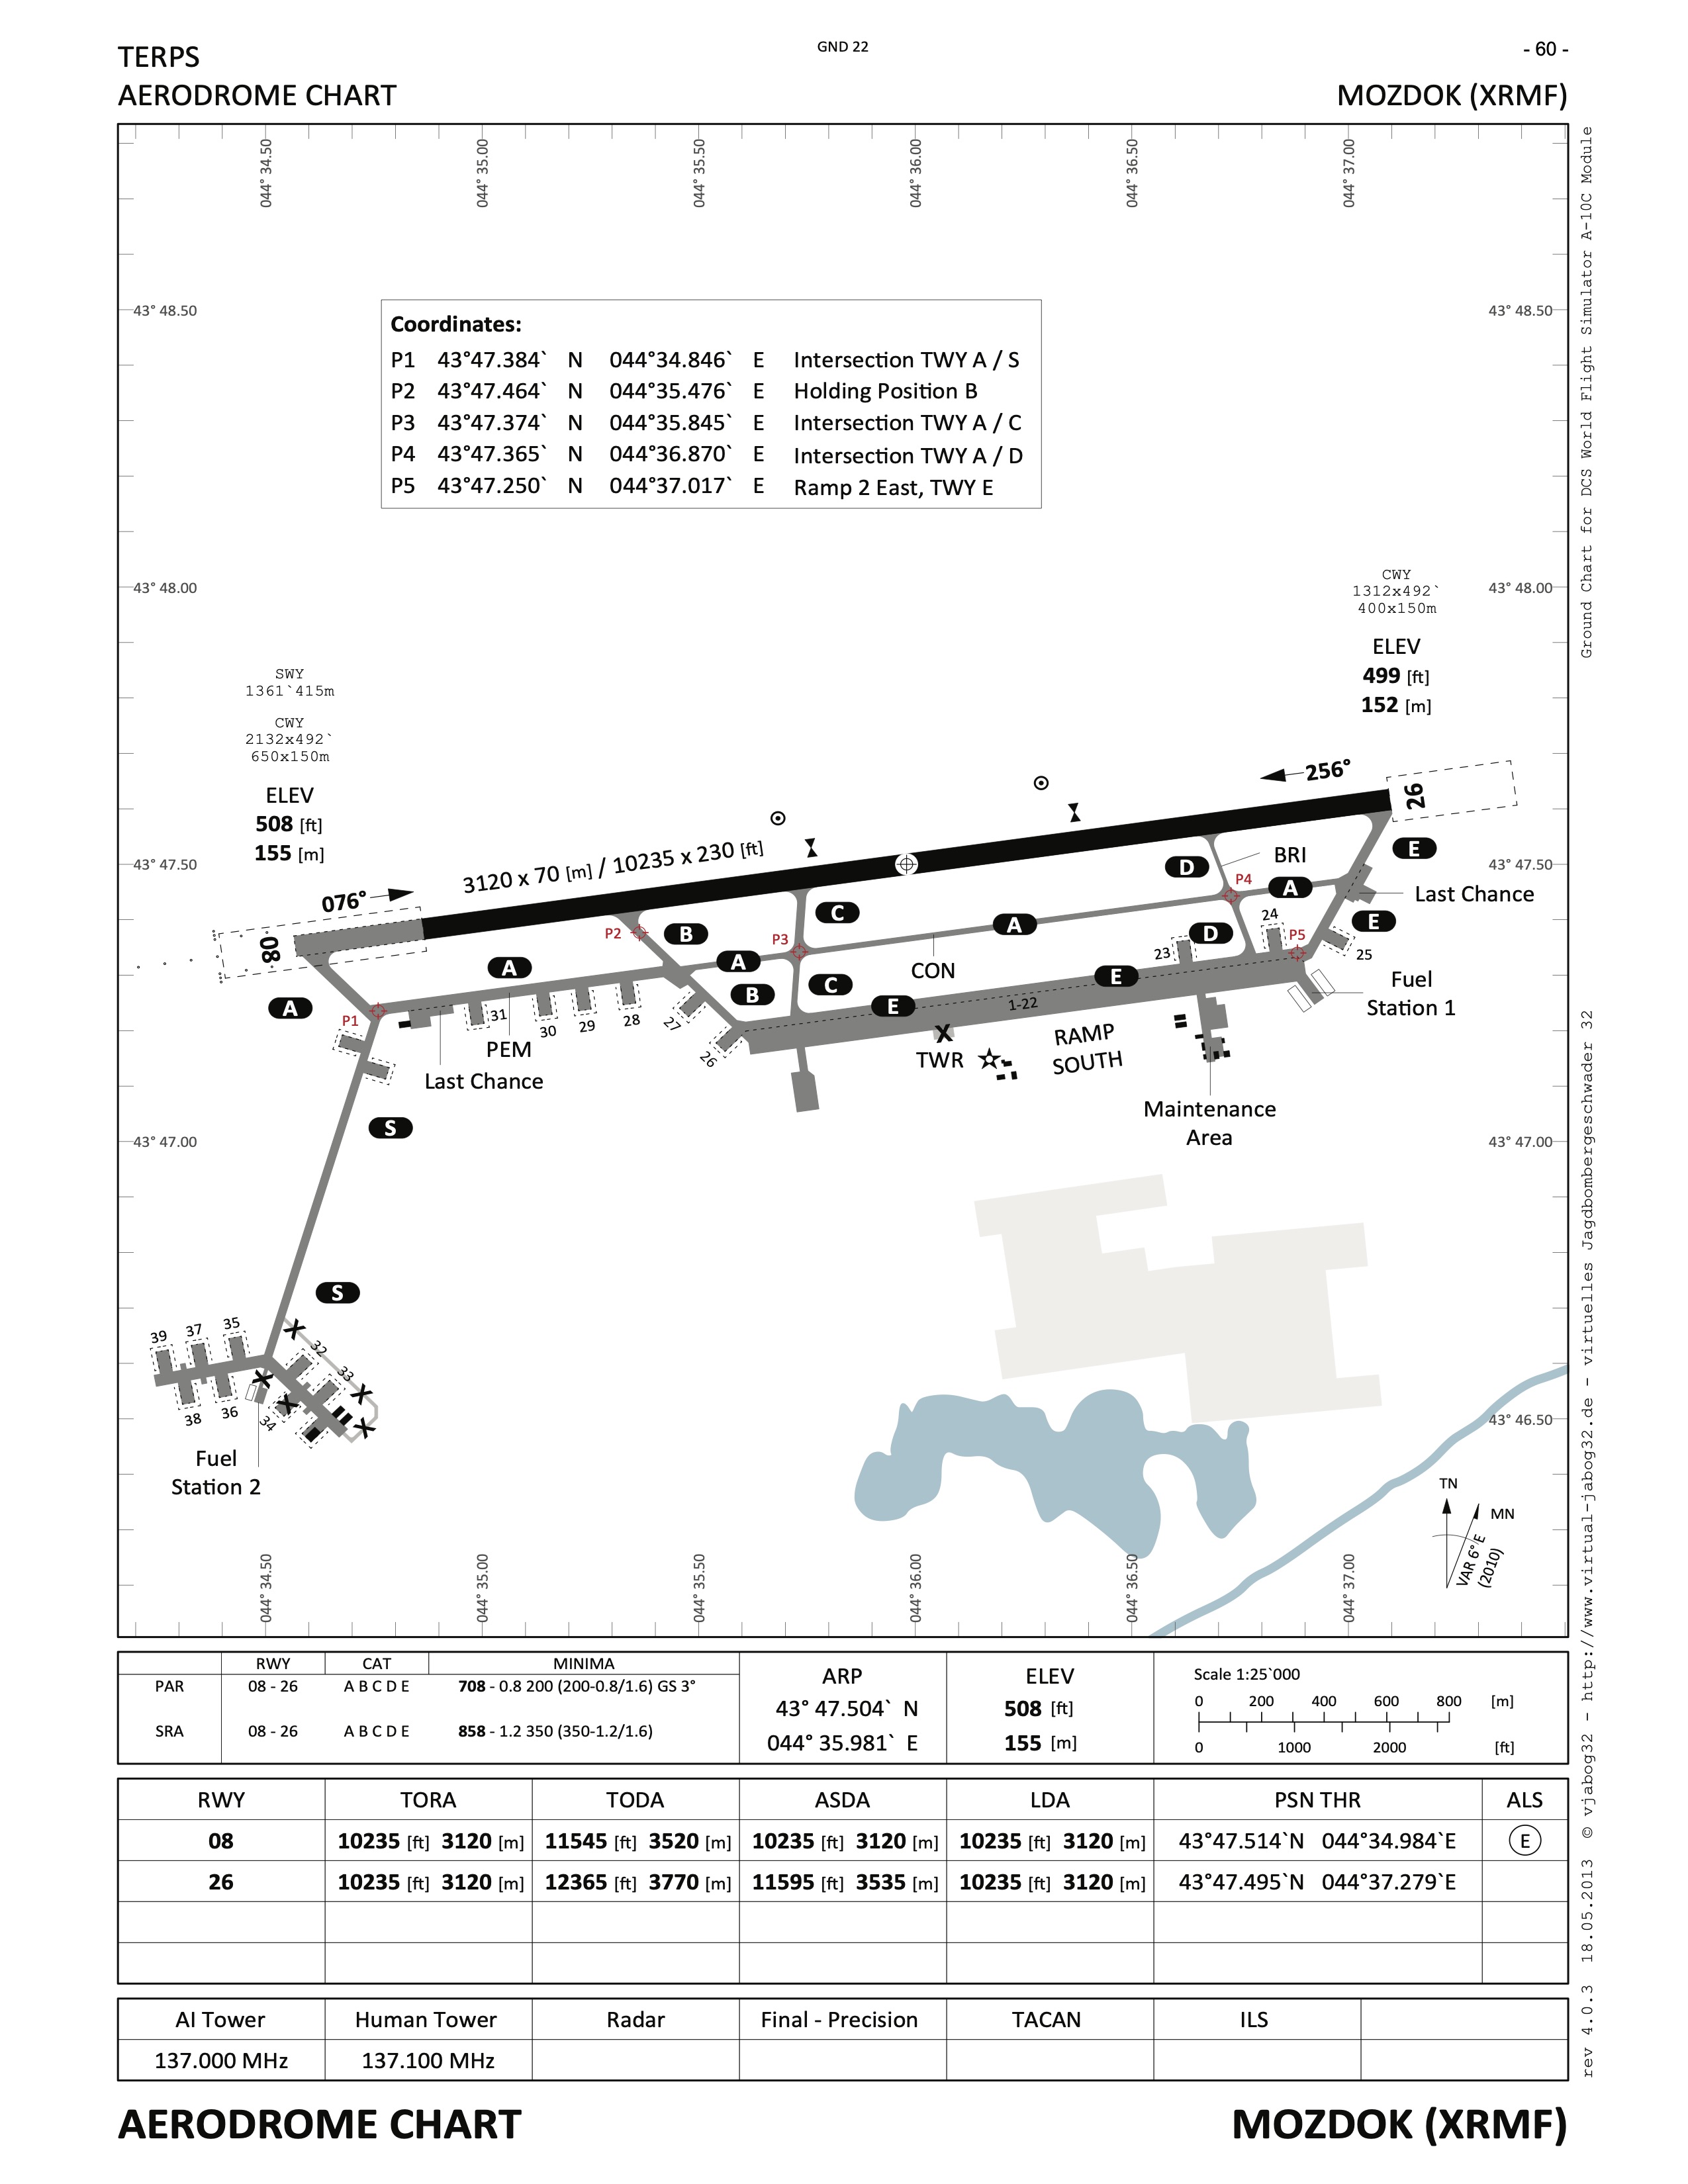 GND 22
- 60 -
TERPS
AERODROME CHART
MOZDOK (XRMF)
044° 34.50
044° 35.00
044° 35.50
044° 36.00
044° 36.50
044° 37.00
43° 48.50
43° 48.50
Coordinates:
P1 43°47.384` N 044°34.846` E Intersection TWY A / S
P2 43°47.464` N 044°35.476` E Holding Position B
P3 43°47.374` N 044°35.845` E Intersection TWY A / C
P4 43°47.365` N 044°36.870` E Intersection TWY A / D
P5 43°47.250` N 044°37.017` E Ramp 2 East, TWY E
43° 48.00
43° 48.00
CWY
1312x492`
400x150m
ELEV
499 [ft]
152 [m]
SWY
1361`415m
CWY
2132x492`
650x150m
ELEV
508 [ft]
155 [m]
256°
26
43° 47.50
43° 47.50
3120 x 70 [m] / 10235 x 230 [ft]
076°
08
E
BRI
D
P4
A
Last Chance
C
A
24
E
P2
B
P3
D
P5
23
25
A
A
CON
E
Fuel
Station 1
A
P1
B
C
E
1-22
31
30
29
28
27
26
PEM
Last Chance
TWR
RAMP
SOUTH
Maintenance
Area
S
43° 47.00
43° 47.00
S
39
37
35
32
33
38
36
34
Fuel
Station 2
43° 46.50
TN
MN
VAR 6° E
(2010)
044° 34.50
044° 35.00
044° 35.50
044° 36.00
044° 36.50
044° 37.00
RWY CAT MINIMA
PAR 08 - 26 A B C D E 708 - 0.8 200 (200-0.8/1.6) GS 3°
SRA 08 - 26 A B C D E 858 - 1.2 350 (350-1.2/1.6)
ARP
43° 47.504` N
044° 35.981` E
ELEV
508 [ft]
155 [m]
Scale 1:25`000
0 200 400 600 800 [m]
0 1000 2000 [ft]
RWY TORA TODA ASDA LDA PSN THR ALS
08 10235 [ft] 3120 [m] 11545 [ft] 3520 [m] 10235 [ft] 3120 [m] 10235 [ft] 3120 [m] 43°47.514`N 044°34.984`E E
26 10235 [ft] 3120 [m] 12365 [ft] 3770 [m] 11595 [ft] 3535 [m] 10235 [ft] 3120 [m] 43°47.495`N 044°37.279`E
AI Tower Human Tower Radar Final - Precision TACAN ILS
137.000 MHz 137.100 MHz
AERODROME CHART
MOZDOK (XRMF)
rev 4.0.3 18.05.2013 © vjabog32 - http://www.virtual-jabog32.de - virtuelles Jagdbombergeschwader 32
Ground Chart for DCS World Flight Simulator A-10C Module